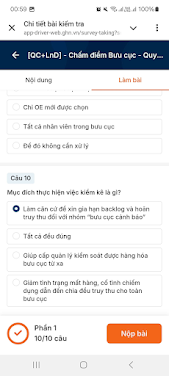 00:59
100%
Chi tiết bài kiểm tra
app-driver-web.ghn.vn/survey-taking?s
[QC+LnD] - Chấm điểm Bưu cục - Quy...
Nội dung
Làm bài
Chỉ OE mới được chọn
Tất cả nhân viên trong bưu cục
Để đó không cần xử lý
Câu 10
Mục đích thực hiện việc kiểm kê là gì?
Làm căn cứ để xin gia hạn backlog và hoàn
truy thu đối với nhóm "bưu cục cảnh báo"
Tất cả đều đúng
Giúp cấp quản lý kiểm soát được hàng hóa
bưu cục từ xa
Giảm tình trạng mất hàng, cố tình chiếm
dụng dẫn đến chia đều truy thu cho toàn
bưu cục
Phần 1
10/10 câu
Nộp bài